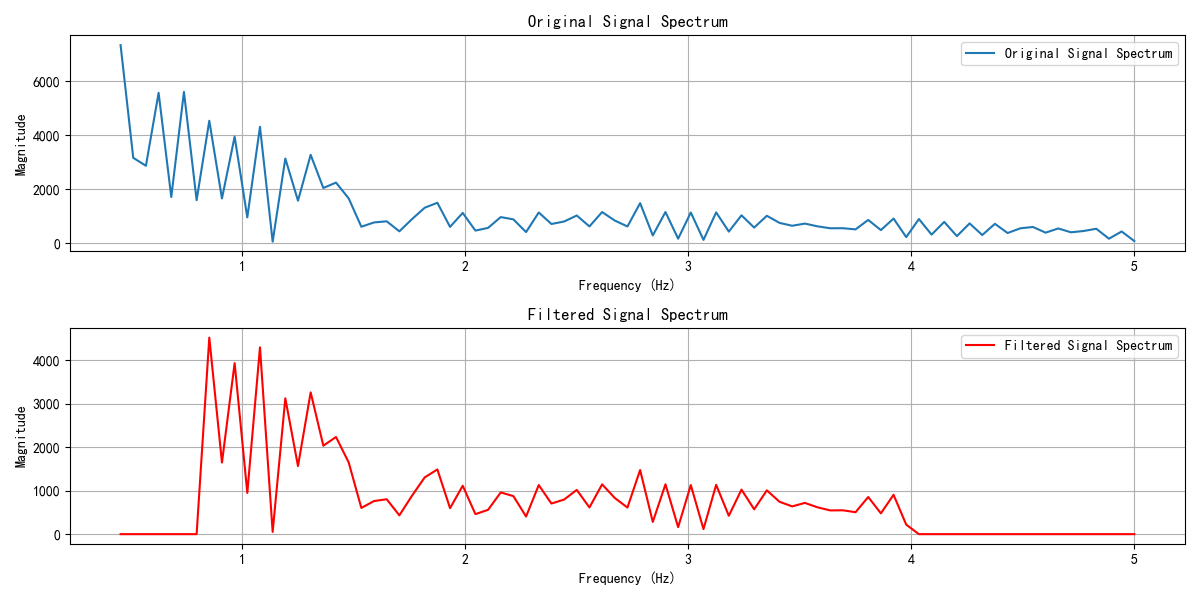 Original Signal Spectrum
Original Signal Spectrum
Magnitude
6000
4000
2000
0
1 2 3 4 5
Frequency (Hz)
Filtered Signal Spectrum
Filtered Signal Spectrum
Magnitude
4000
3000
2000
1000
0
1 2 3 4 5
Frequency (Hz)